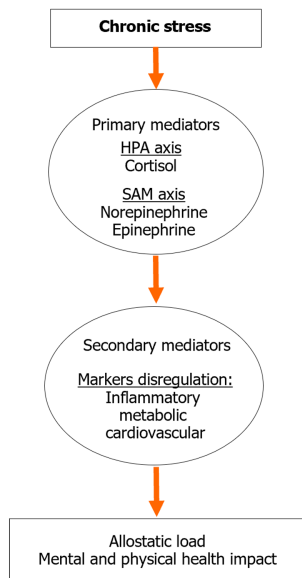 Chronic stress
Primary mediators
HPA axis
Cortisol
SAM axis
Norepinephrine
Epinephrine
Secondary mediators
Markers disregulation:
Inflammatory
metabolic
cardiovascular
Allostatic load
Mental and physical health impact